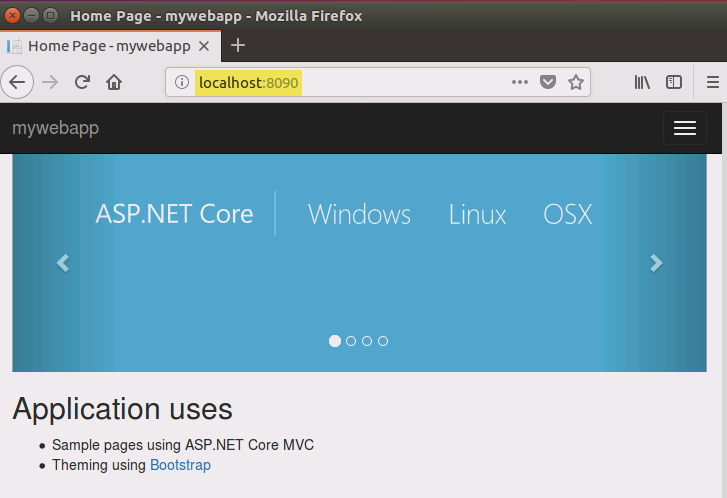 Home Page - mywebapp - Mozilla Firefox
Home Page - mywebapp
localhost:8090
mywebapp
ASP.NET Core Windows Linux OSX
Application uses
Sample pages using ASP.NET Core MVC
Theming using Bootstrap